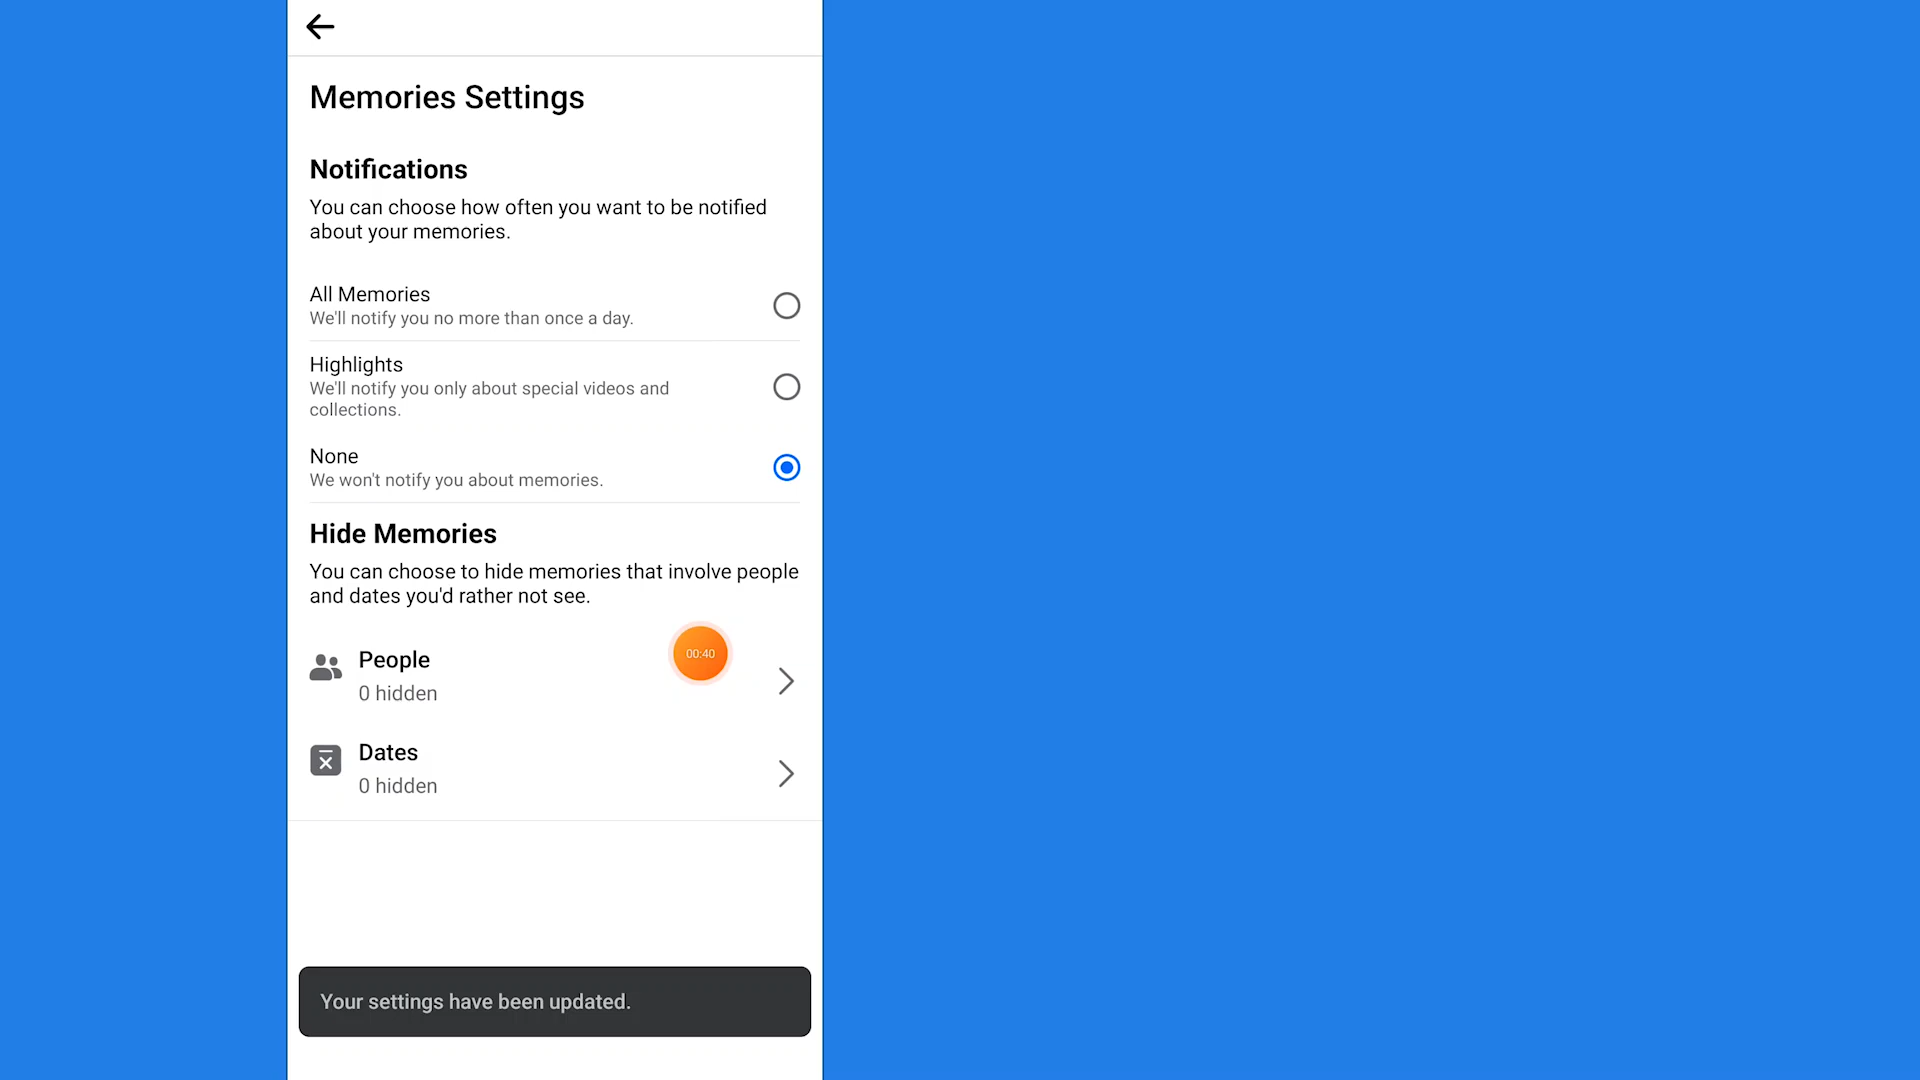 Memories Settings
Notifications
You can choose how often you want to be notified
about your memories.
All Memories
We'll notify you no more than once a day.
Highlights
We'll notify you only about special videos and
collections.
None
We won't notify you about memories.
Hide Memories
You can choose to hide memories that involve people
and dates you'd rather not see.
People
0 hidden
00:40
Dates
0 hidden
Your settings have been updated.